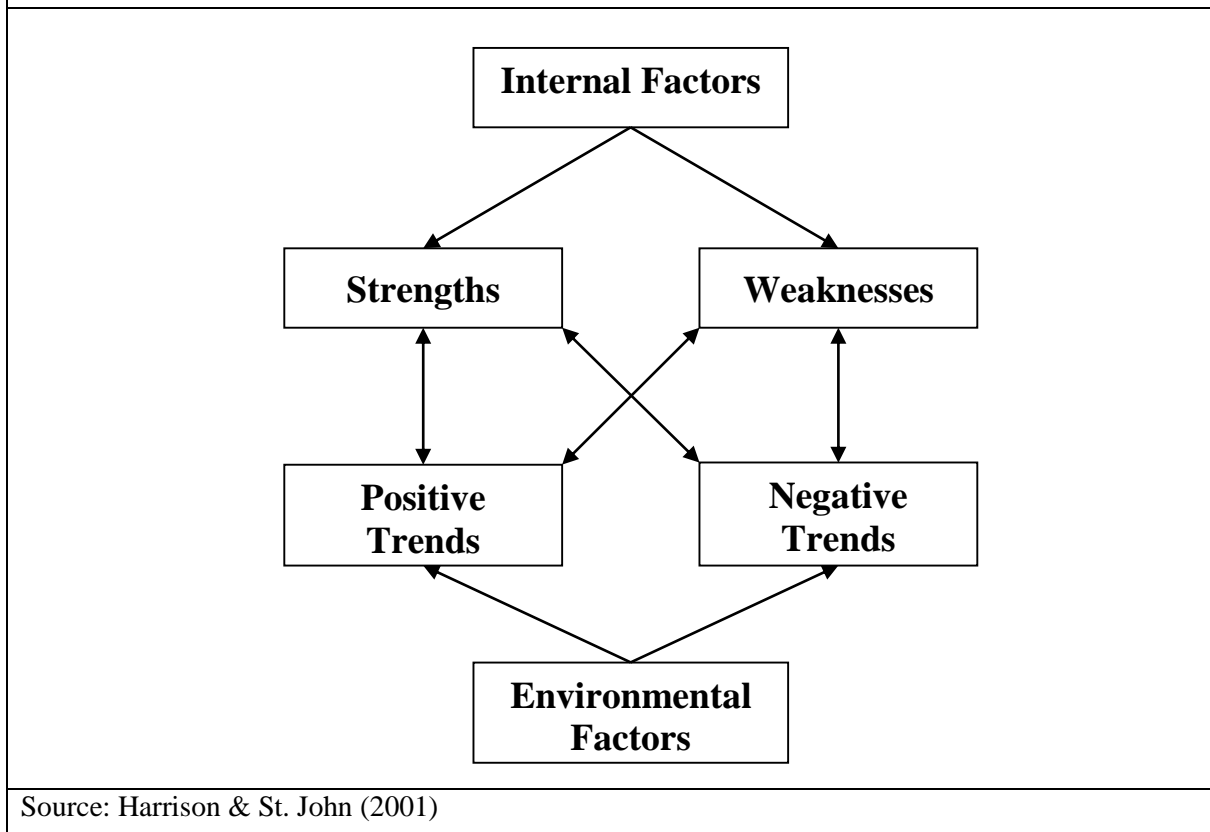 Internal Factors
Strengths
Weaknesses
Positive
Trends
Negative
Trends
Environmental
Factors
Source: Harrison & St. John (2001)